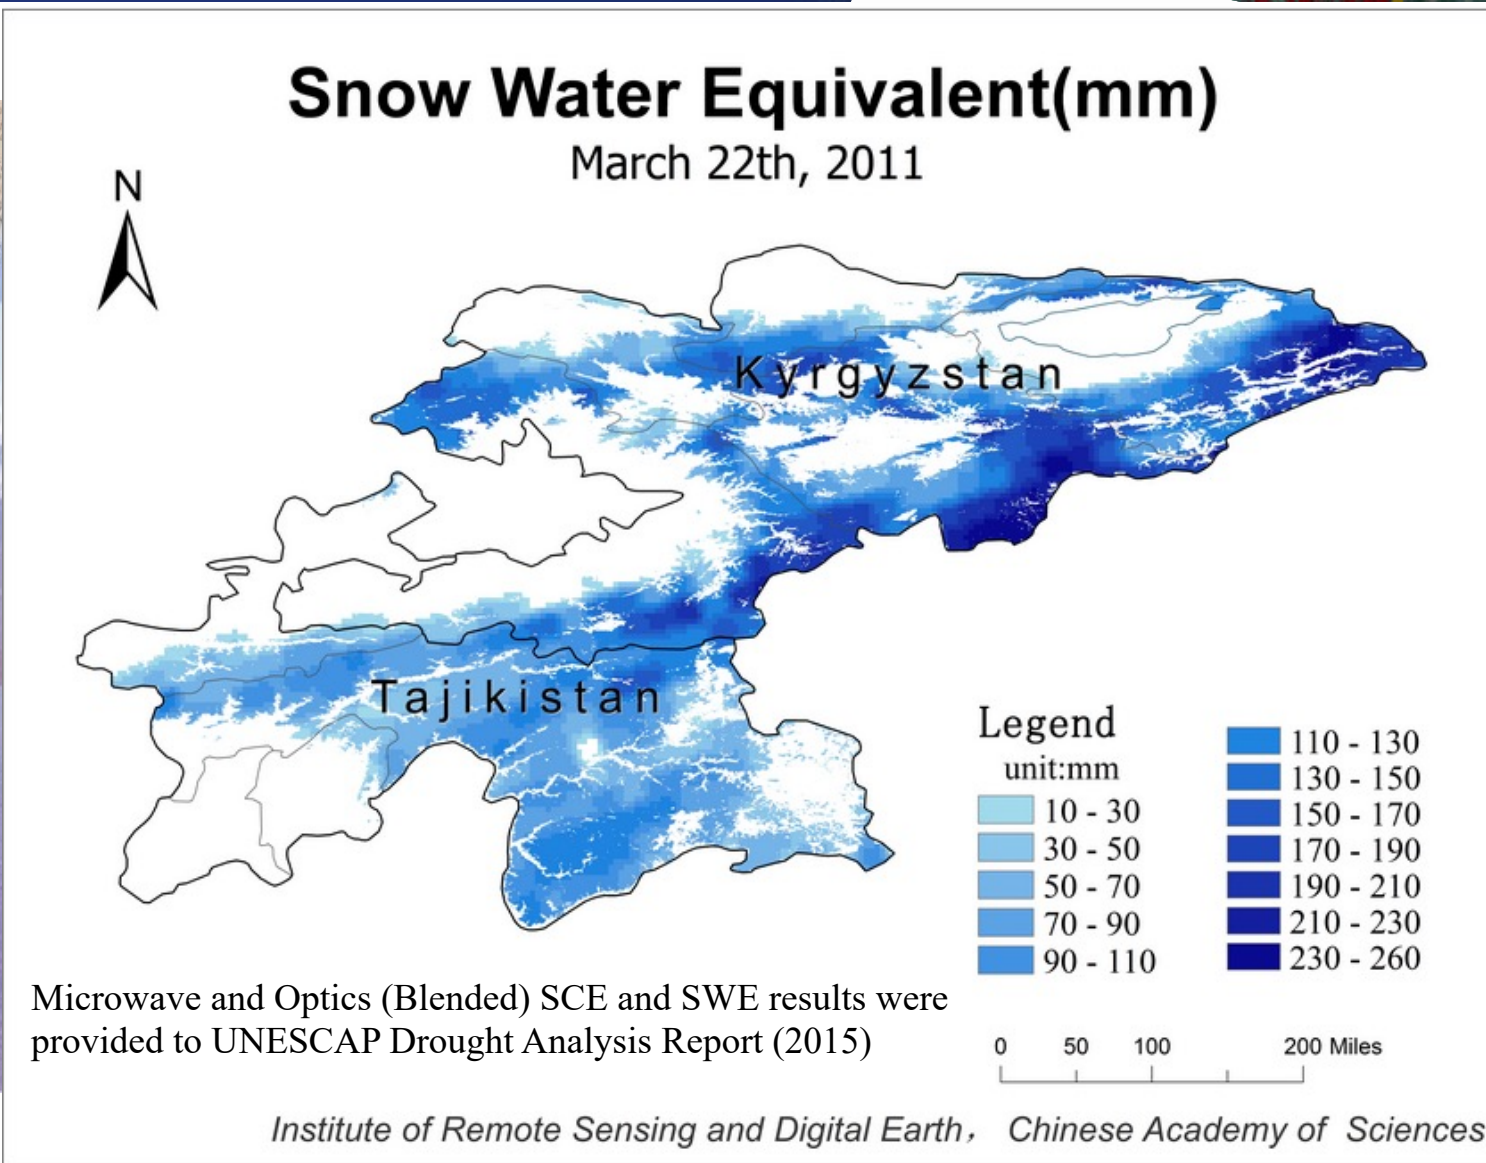 Snow Water Equivalent(mm)
March 22th, 2011
N
Kyrgyzstan
Tajikistan
Legend
unit:mm
10 - 30
30 - 50
50 - 70
70 - 90
90 - 110
110 - 130
130 - 150
150 - 170
170 - 190
190 - 210
210 - 230
230 - 260
Microwave and Optics (Blended) SCE and SWE results were
provided to UNESCAP Drought Analysis Report (2015)
0 50 100 200 Miles
Institute of Remote Sensing and Digital Earth， Chinese Academy of Sciences